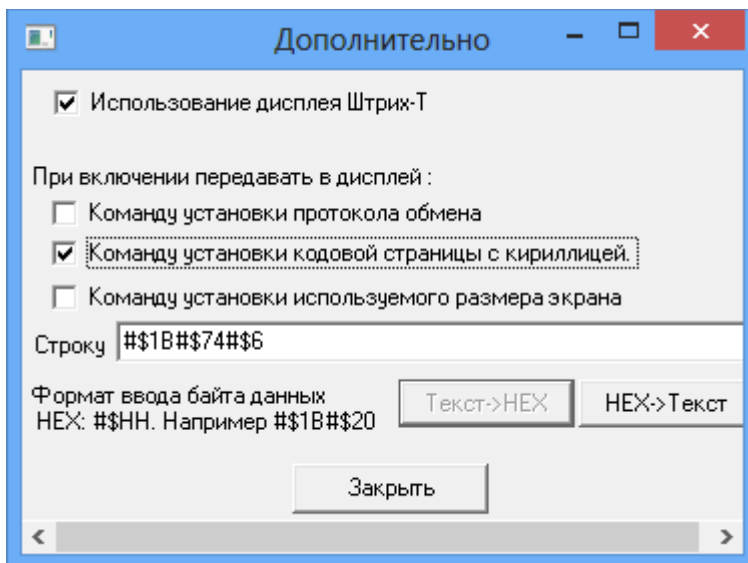 Дополнительно
Использование дисплея Штрих-Т
При включении передавать в дисплей :
Команду установки протокола обмена
Команду установки кодовой страницы с кириллицей.
Команду установки используемого размера экрана
Строку #$1B#$74#$6
Формат ввода байта данных
HEX: #$HH. Например #$1B#$20
Текст->HEX HEX->Текст
Закрыть